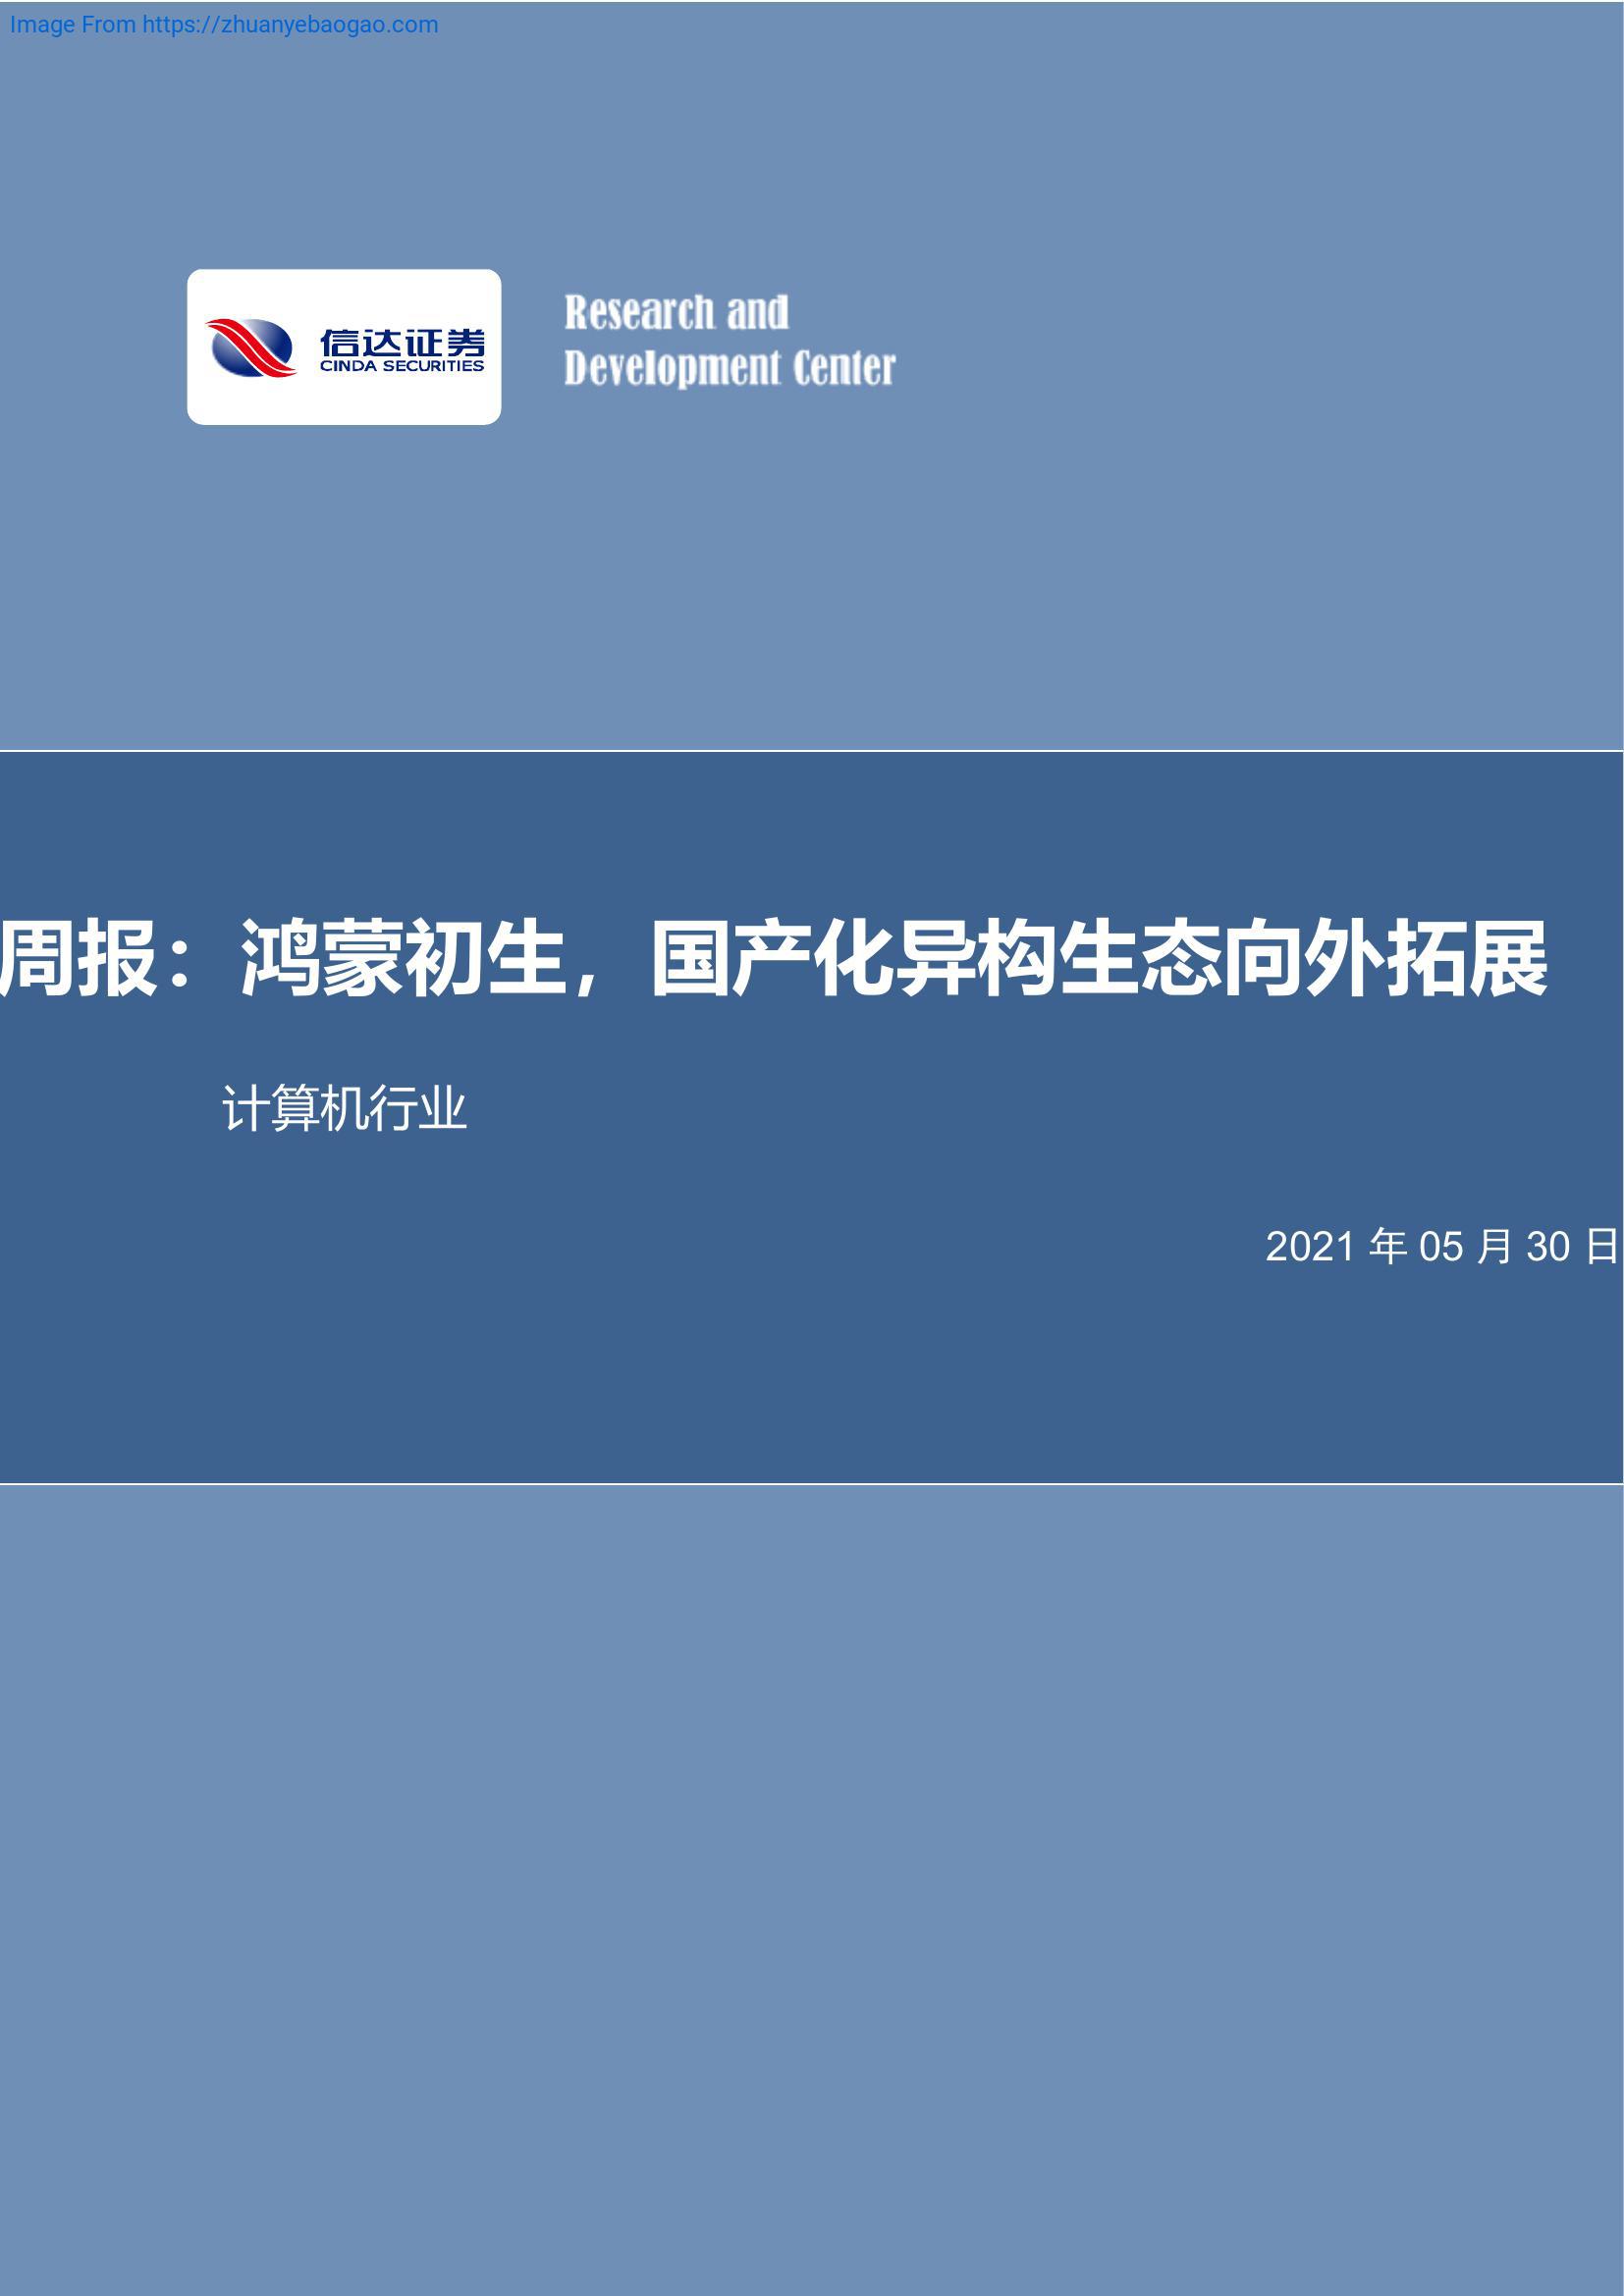 Image From https://zhuanyebaogao.com
信达证券
CINDA SECURITIES
Research and
Development Center
周报：鸿蒙初生，国产化异构生态向外拓展
计算机行业
2021 年 05 月 30 日